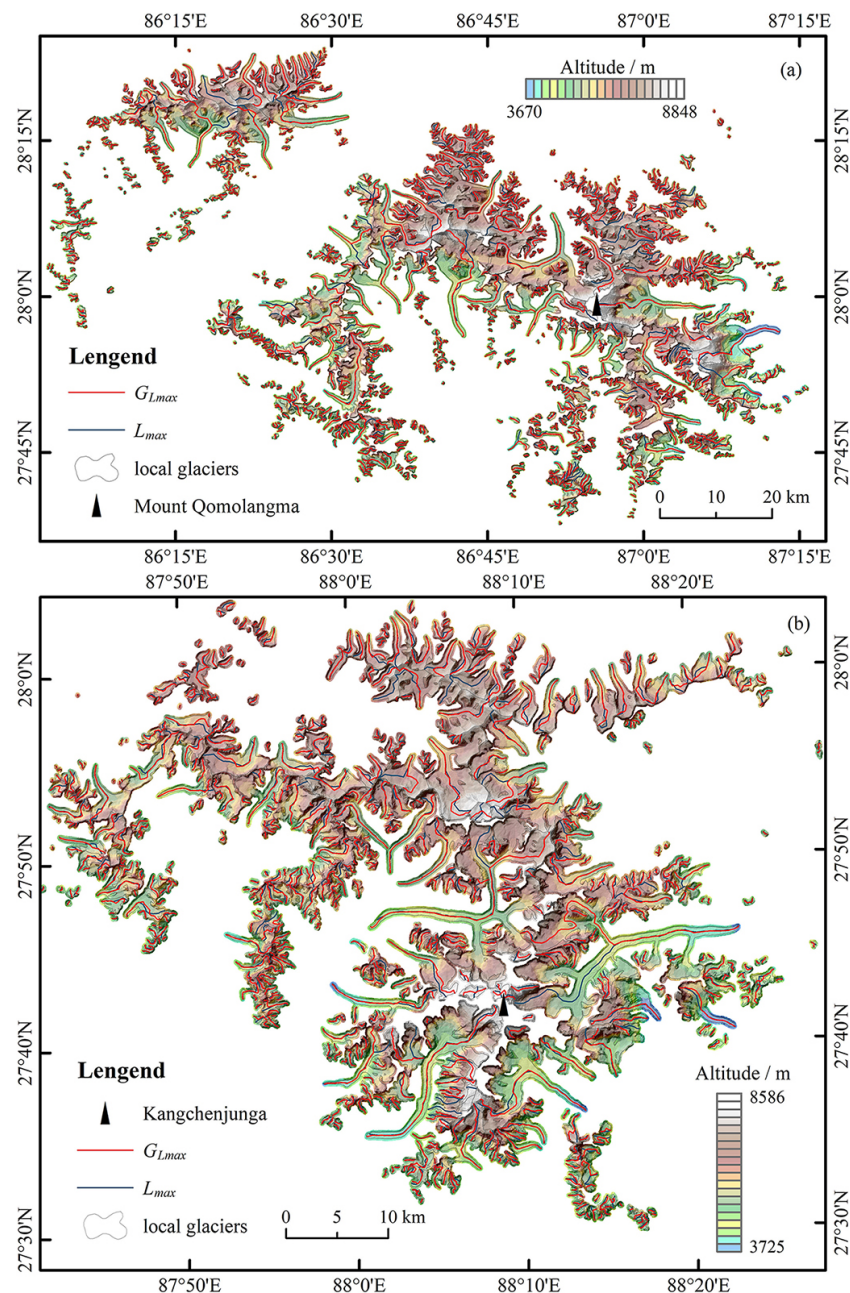 86°15'E 86°30'E 86°45'E 87°0'E 87°15'E
Altitude / m
(a)
3670 8848
28°15'N 28°15'N
28°0'N 28°0'N
27°45'N 27°45'N
Lengend
GLmax
Lmax
local glaciers
Mount Qomolangma
0 10 20 km
86°15'E 86°30'E 86°45'E 87°0'E 87°15'E
87°50'E 88°0'E 88°10'E 88°20'E
(b)
28°0'N 28°0'N
27°50'N 27°50'N
27°40'N 27°40'N
27°30'N 27°30'N
Lengend
Kangchenjunga
GLmax
Lmax
local glaciers
0 5 10 km
Altitude / m
8586
3725
87°50'E 88°0'E 88°10'E 88°20'E